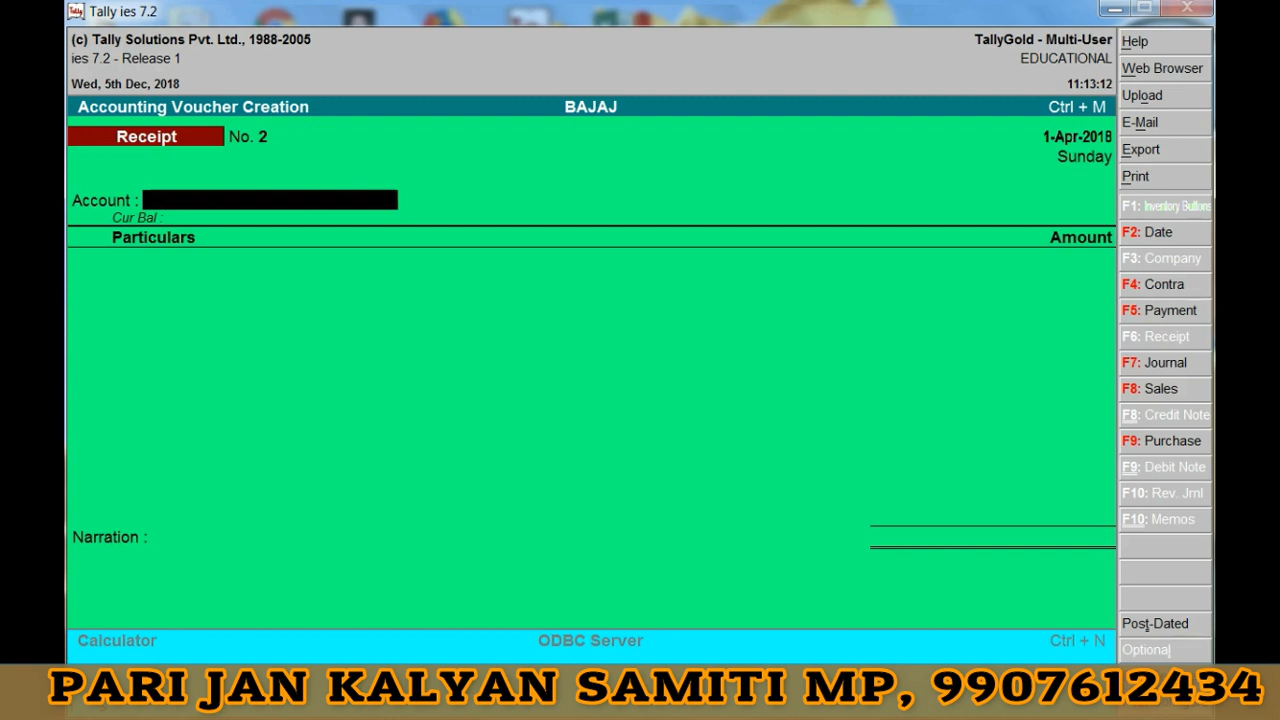 Tally ies 7.2
(c) Tally Solutions Pvt. Ltd., 1988-2005
TallyGold - Multi-User
ies 7.2 - Release 1
EDUCATIONAL
Wed, 5th Dec, 2018
11:13:12
Accounting Voucher Creation
BAJAJ
Ctrl + M
Receipt
No. 2
1-Apr-2018
Sunday
Account :
Cur Bal :
Particulars
Amount
Narration :
Calculator
ODBC Server
Ctrl + N
Help
Web Browser
Upload
E-Mail
Export
Print
F1: Inventory Buttons
F2: Date
F3: Company
F4: Contra
F5: Payment
F6: Receipt
F7: Journal
F8: Sales
F8: Credit Note
F9: Purchase
F9: Debit Note
F10: Rev. Jrnl
F10: Memos
Post-Dated
Optional
PARI JAN KALYAN SAMITI MP, 9907612434